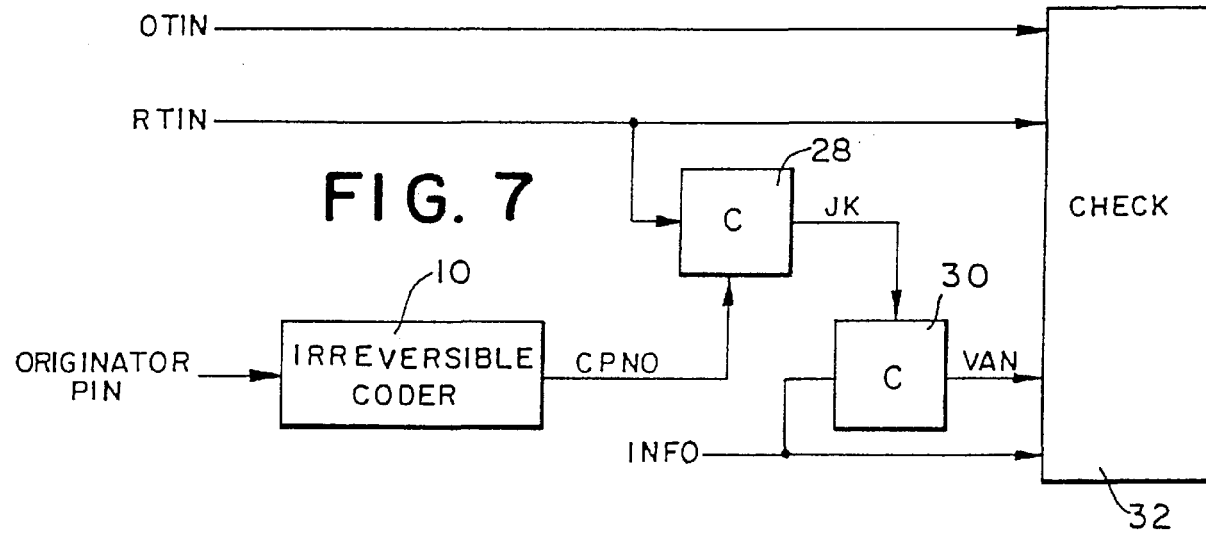 OTIN
RTIN
FIG. 7
28
C
JK
CHECK
10
30
ORIGINATOR
PIN
IRREVERSIBLE
CODER
CPNO
C
VAN
INFO
32